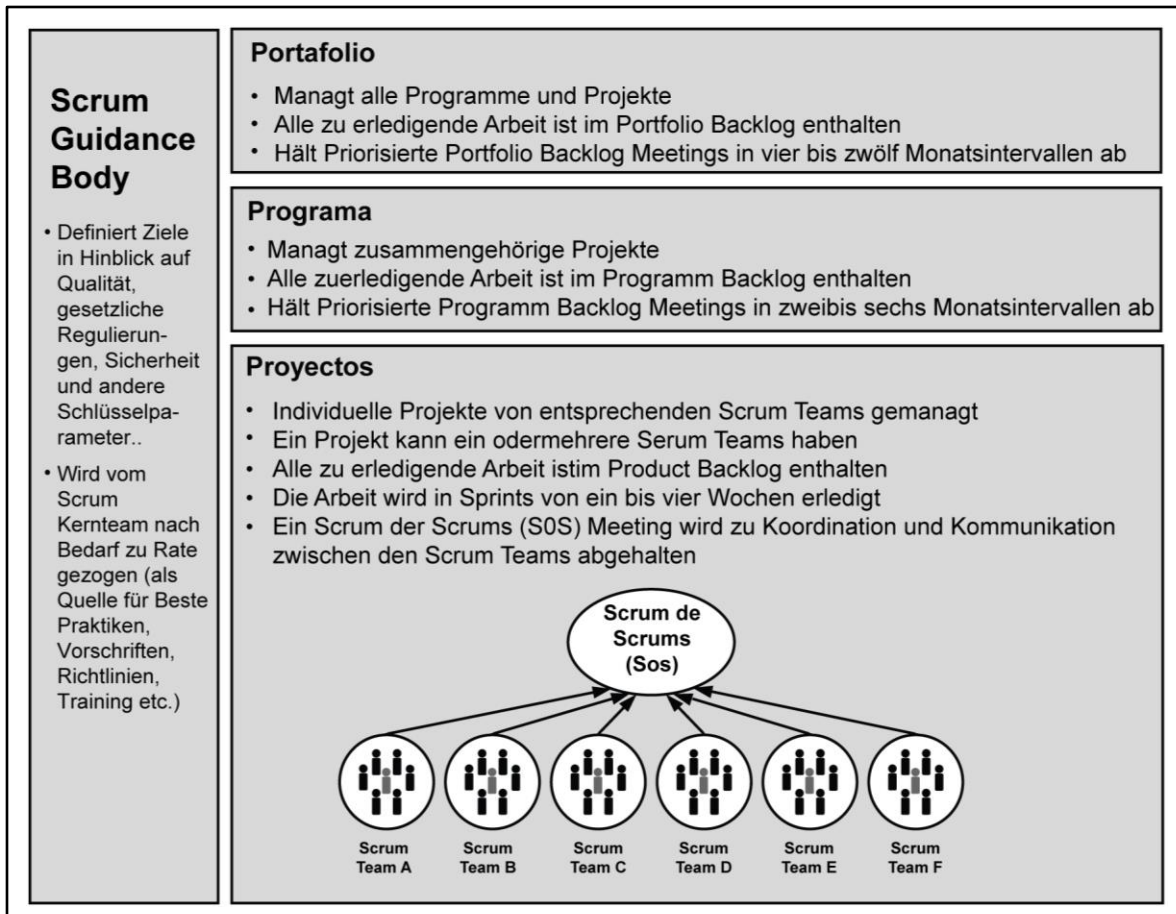 Scrum
Guidance
Body
• Definiert Ziele
in Hinblick auf
Qualität,
gesetzliche
Regulierun-
gen, Sicherheit
und andere
Schlüsselpa-
rameter..
• Wird vom
Scrum
Kernteam nach
Bedarf zu Rate
gezogen (als
Quelle für Beste
Praktiken,
Vorschriften,
Richtlinien,
Training etc.)
Portafolio
• Managt alle Programme und Projekte
• Alle zu erledigende Arbeit ist im Portfolio Backlog enthalten
• Hält Priorisierte Portfolio Backlog Meetings in vier bis zwölf Monatsintervallen ab
Programa
• Managt zusammengehörige Projekte
• Alle zuerledigende Arbeit ist im Programm Backlog enthalten
• Hält Priorisierte Programm Backlog Meetings in zweibis sechs Monatsintervallen ab
Proyectos
• Individuelle Projekte von entsprechenden Scrum Teams gemanagt
• Ein Projekt kann ein odermehrere Serum Teams haben
• Alle zu erledigende Arbeit istim Product Backlog enthalten
• Die Arbeit wird in Sprints von ein bis vier Wochen erledigt
• Ein Scrum der Scrums (S0S) Meeting wird zu Koordination und Kommunikation
zwischen den Scrum Teams abgehalten
Scrum de
Scrums
(Sos)
Scrum
Team A
Scrum
Team B
Scrum
Team C
Scrum
Team D
Scrum
Team E
Scrum
Team F